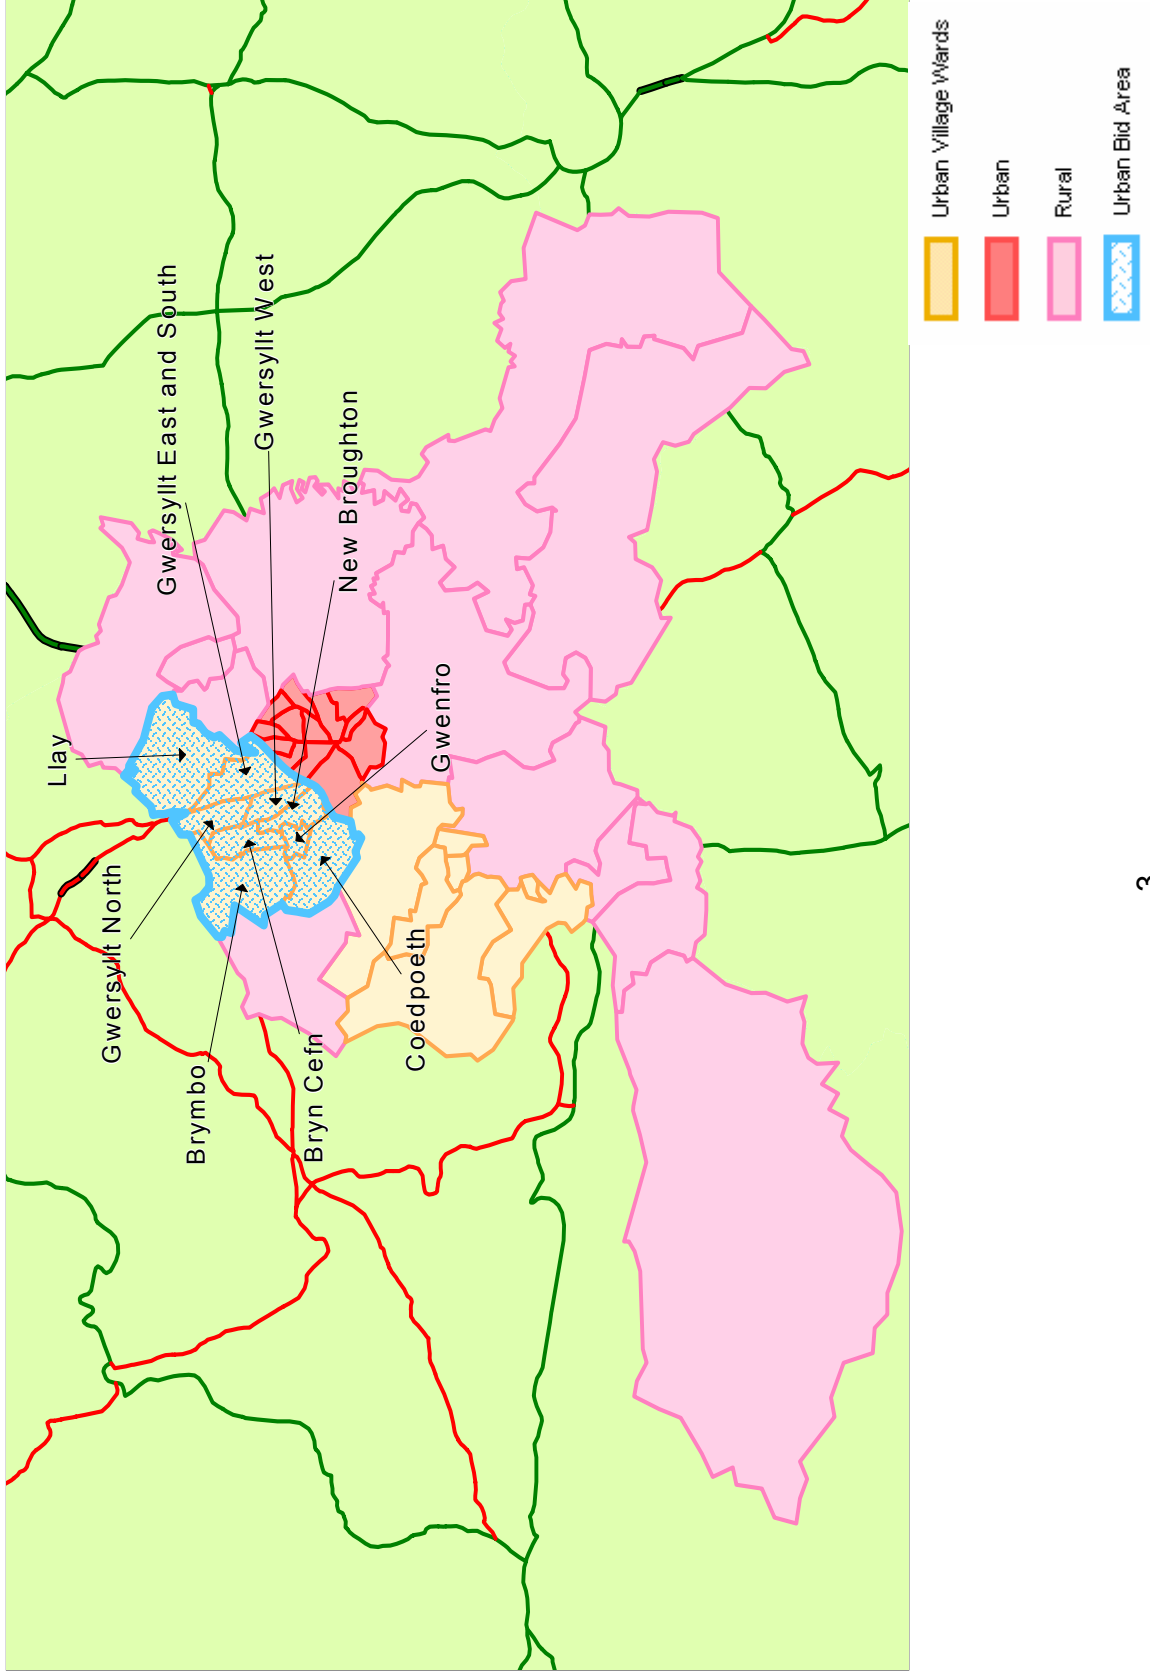 Llay
Gwersyllt East and South
Gwersyllt West
New Broughton
Gwenfro
Gwersyllt North
Brymbo
Bryn Cefn
Coedpoeth
Urban Village Wards
Urban
Rural
Urban Bid Area
3